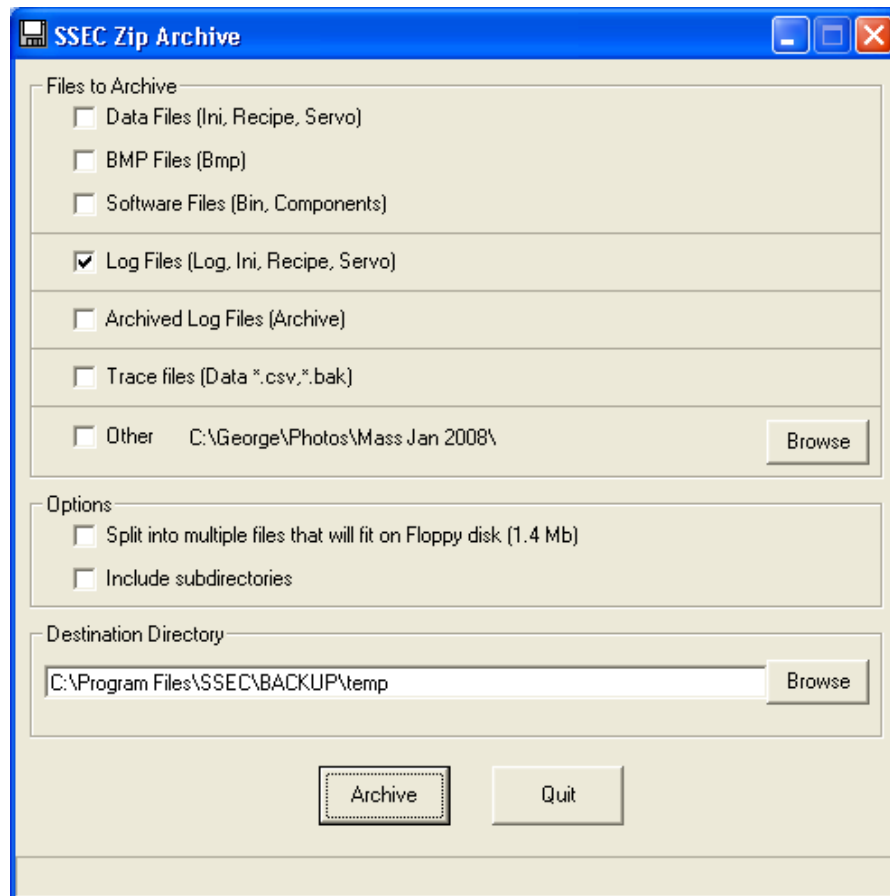 SSEC Zip Archive
Files to Archive
Data Files (Ini, Recipe, Servo)
BMP Files (Bmp)
Software Files (Bin, Components)
Log Files (Log, Ini, Recipe, Servo)
Archived Log Files (Archive)
Trace files (Data *.csv,*.bak)
Other C:\George\Photos\Mass Jan 2008\ Browse
Options
Split into multiple files that will fit on Floppy disk (1.4 Mb)
Include subdirectories
Destination Directory
C:\Program Files\SSEC\BACKUP\temp Browse
Archive Quit